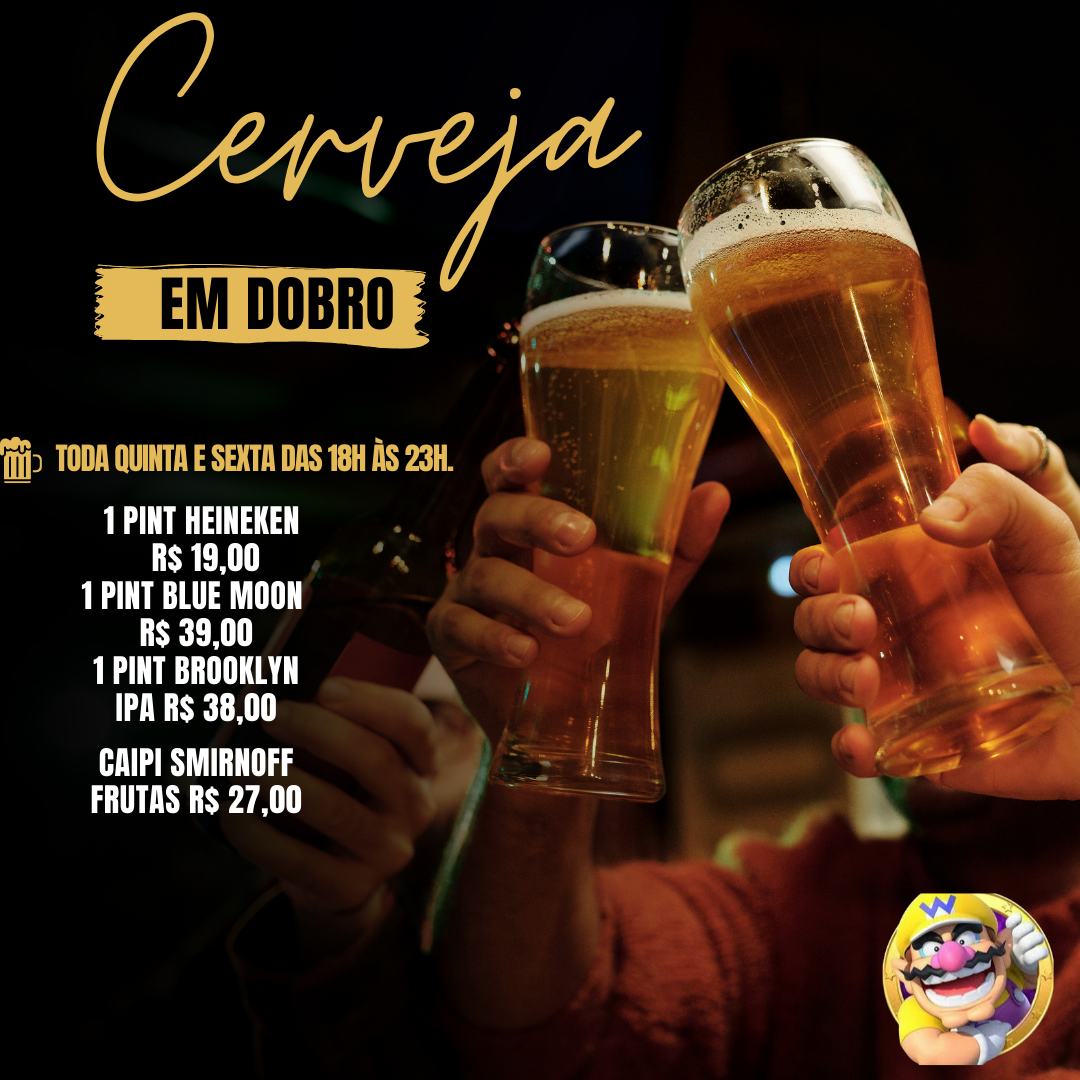 Cerveja
EM DOBRO
TODA QUINTA E SEXTA DAS 18H ÀS 23H.
1 PINT HEINEKEN
R$ 19,00
1 PINT BLUE MOON
R$ 39,00
1 PINT BROOKLYN
IPA R$ 38,00
CAIPI SMIRNOFF
FRUTAS R$ 27,00
W